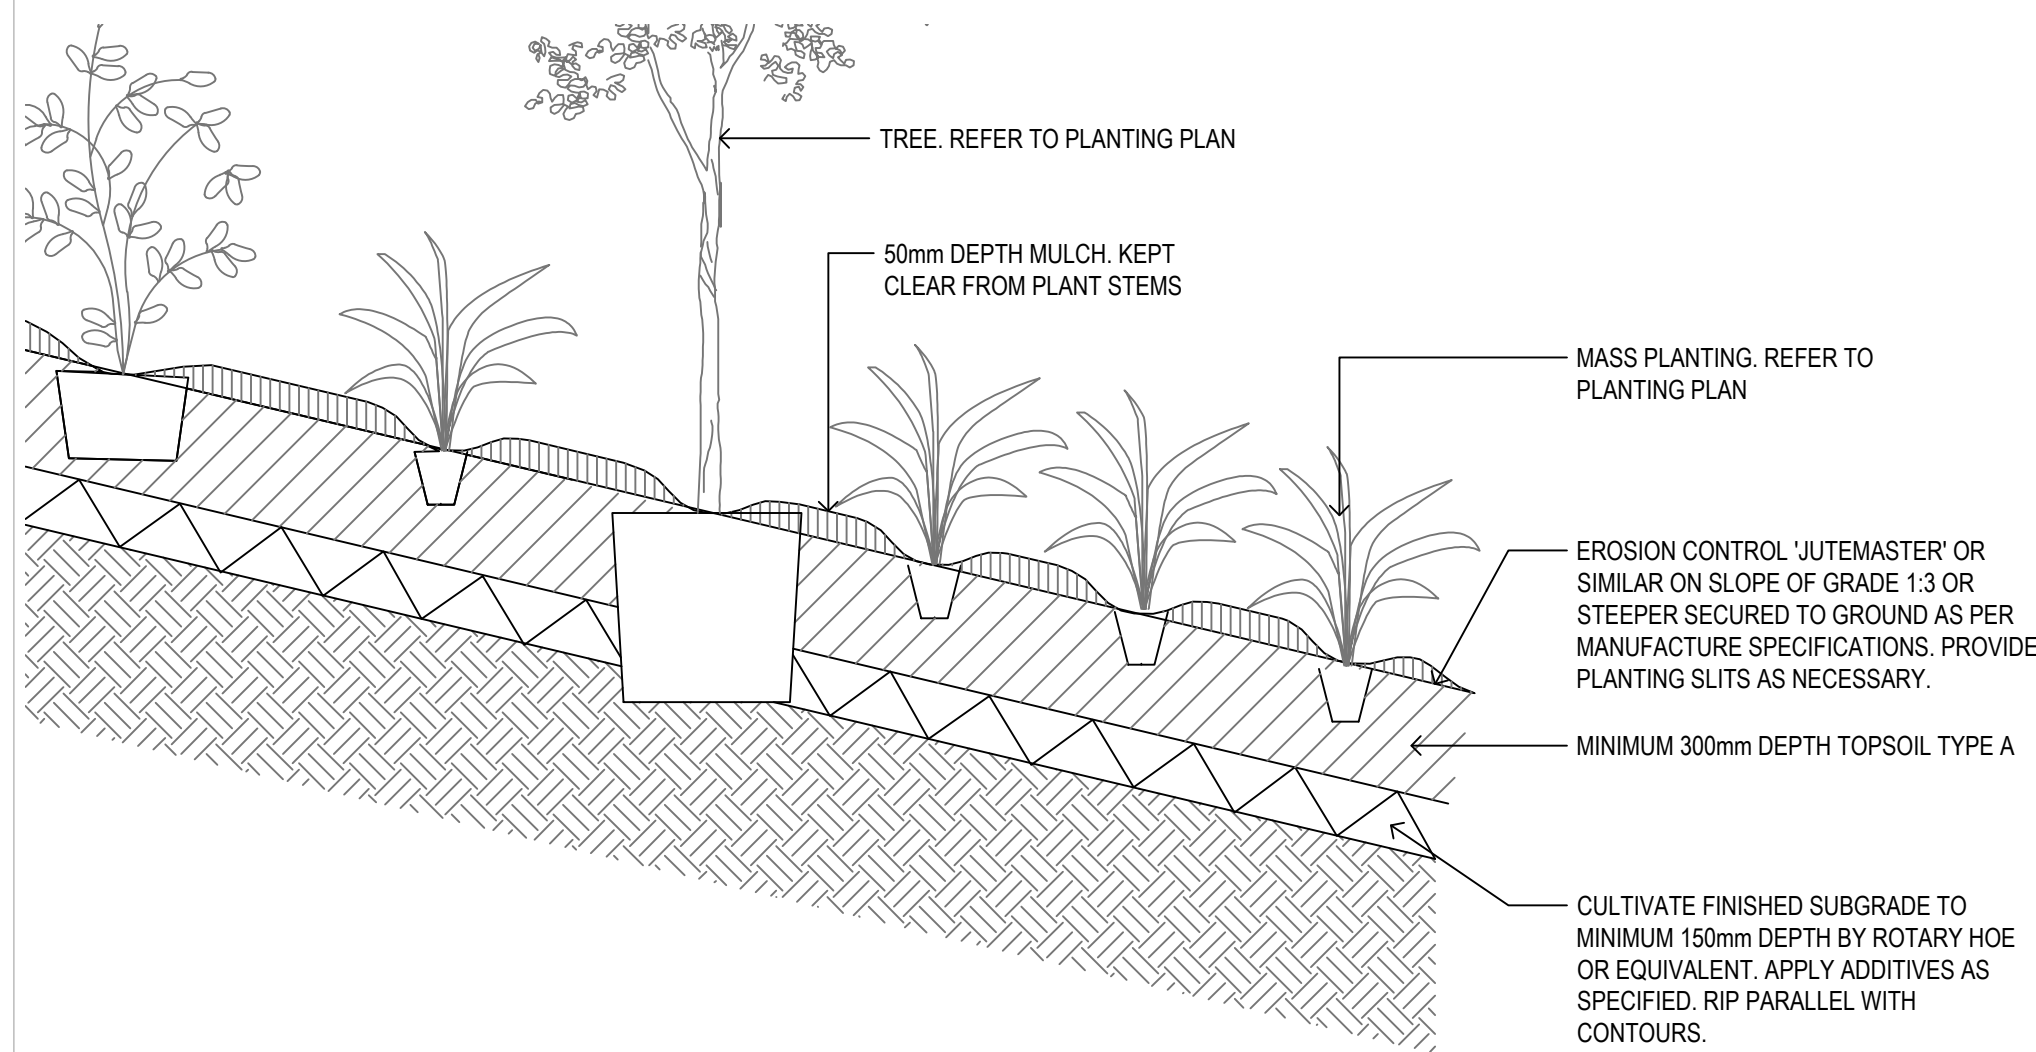 TREE. REFER TO PLANTING PLAN
50mm DEPTH MULCH. KEPT
CLEAR FROM PLANT STEMS
MASS PLANTING. REFER TO
PLANTING PLAN
EROSION CONTROL 'JUTEMASTER' OR
SIMILAR ON SLOPE OF GRADE 1:3 OR
STEEPER SECURED TO GROUND AS PER
MANUFACTURE SPECIFICATIONS. PROVIDE
PLANTING SLITS AS NECESSARY.
MINIMUM 300mm DEPTH TOPSOIL TYPE A
CULTIVATE FINISHED SUBGRADE TO
MINIMUM 150mm DEPTH BY ROTARY HOE
OR EQUIVALENT. APPLY ADDITIVES AS
SPECIFIED. RIP PARALLEL WITH
CONTOURS.